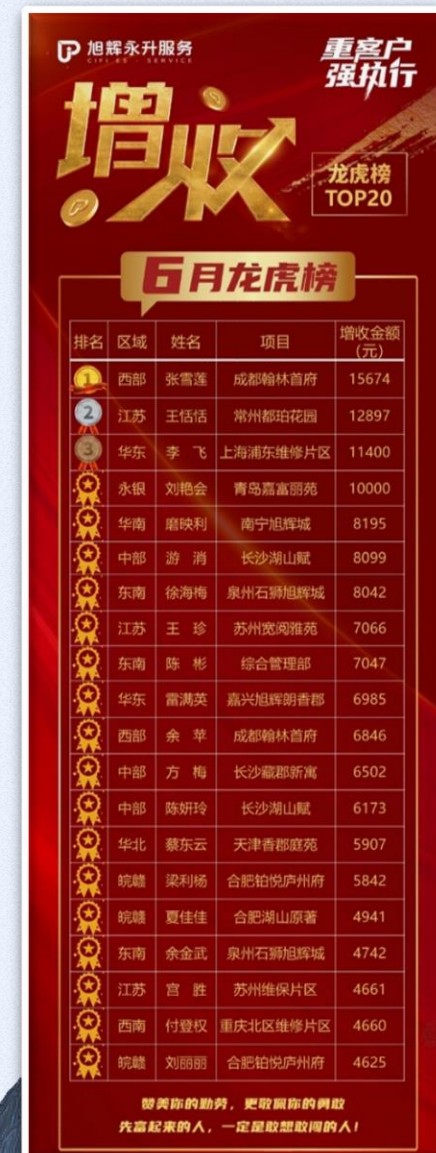 旭辉永升服务
CIFI ES · SERVICE
重客户
强执行
增收
龙虎榜
TOP20
6月龙虎榜
排名 区域 姓名 项目 增收金额(元)
1 西部 张雪莲 成都翰林首府 15674
2 江苏 王恬恬 常州都珀花园 12897
3 华东 李飞 上海浦东维修片区 11400
永银 刘艳会 青岛嘉富丽苑 10000
华南 磨映利 南宁旭辉城 8195
中部 游消 长沙湖山赋 8099
东南 徐海梅 泉州石狮旭辉城 8042
江苏 王珍 苏州宽阅雅苑 7066
东南 陈彬 综合管理部 7047
华东 雷满英 嘉兴旭辉朗香郡 6985
西部 余苹 成都翰林首府 6846
中部 方梅 长沙藏郡新寓 6502
中部 陈妍玲 长沙湖山赋 6173
华北 蔡东云 天津香郡庭苑 5907
皖赣 梁利杨 合肥铂悦庐州府 5842
皖赣 夏佳佳 合肥湖山原著 4941
东南 余金武 泉州石狮旭辉城 4742
江苏 宫胜 苏州维保片区 4661
西南 付登权 重庆北区维修片区 4660
皖赣 刘丽丽 合肥铂悦庐州府 4625
赞美你的勤劳，更敬佩你的勇敢
先富起来的人，一定是敢想敢闯的人！